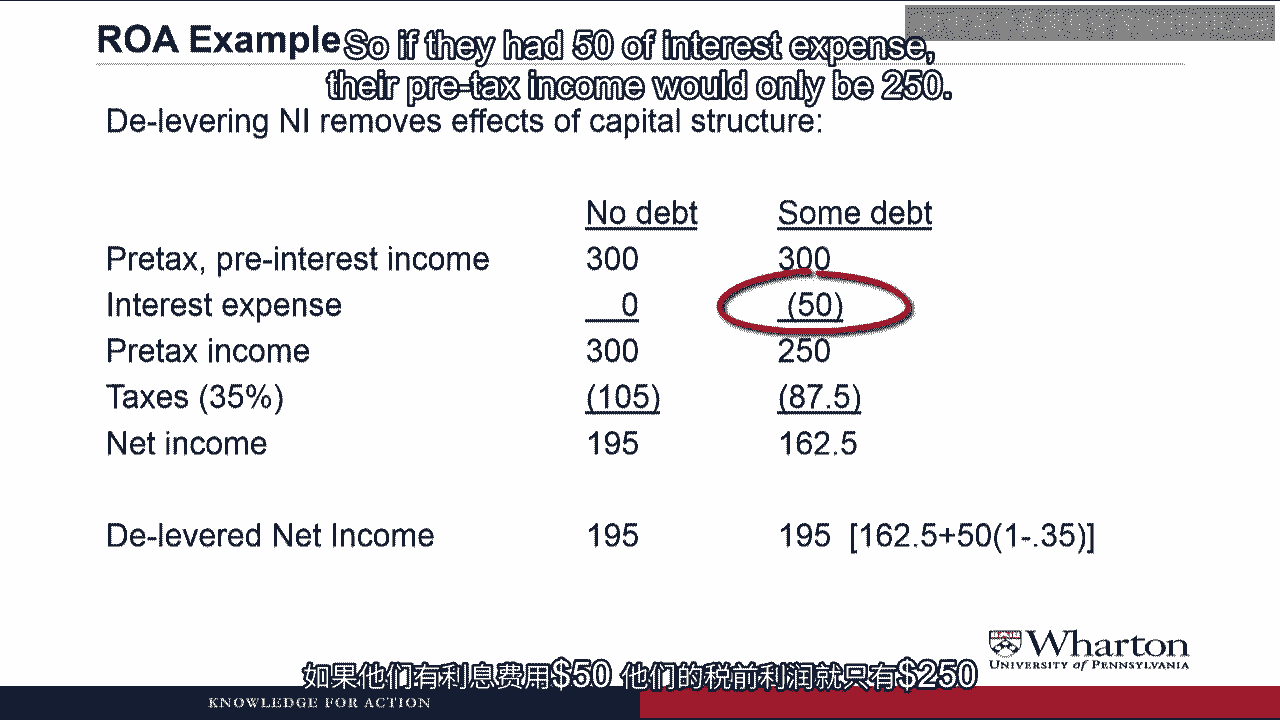 ROA Example
So if they had 50 of interest expense,
their pre-tax income would only be 250.
De-levering NI removes effects of capital structure:
No debt Some debt
Pretax, pre-interest income 300 300
Interest expense 0 (50)
Pretax income 300 250
Taxes (35%) (105) (87.5)
Net income 195 162.5
De-levered Net Income 195 195 [162.5+50(1-.35)]
Wharton
UNIVERSITY of PENNSYLVANIA
如果他们有利息费用$50 他们的税前利润就只有$250
KNOWLEDGE FOR ACTION